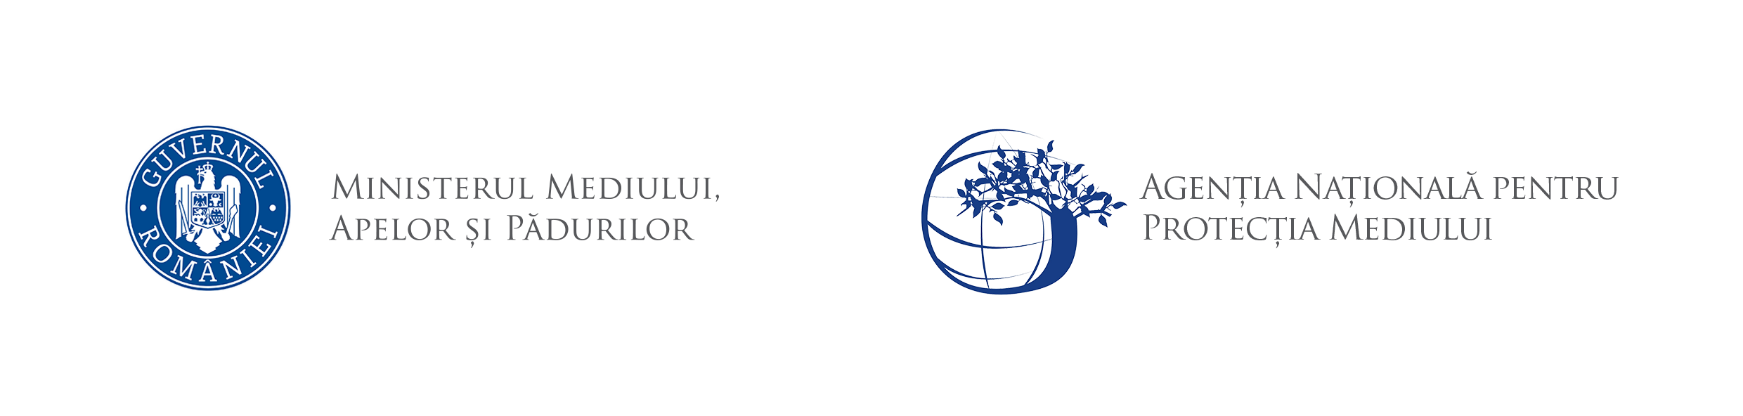 GUVERNUL
ROMÂNIEI
MINISTERUL MEDIULUI,
APELOR ȘI PĂDURILOR
AGENȚIA NAȚIONALĂ PENTRU
PROTECȚIA MEDIULUI